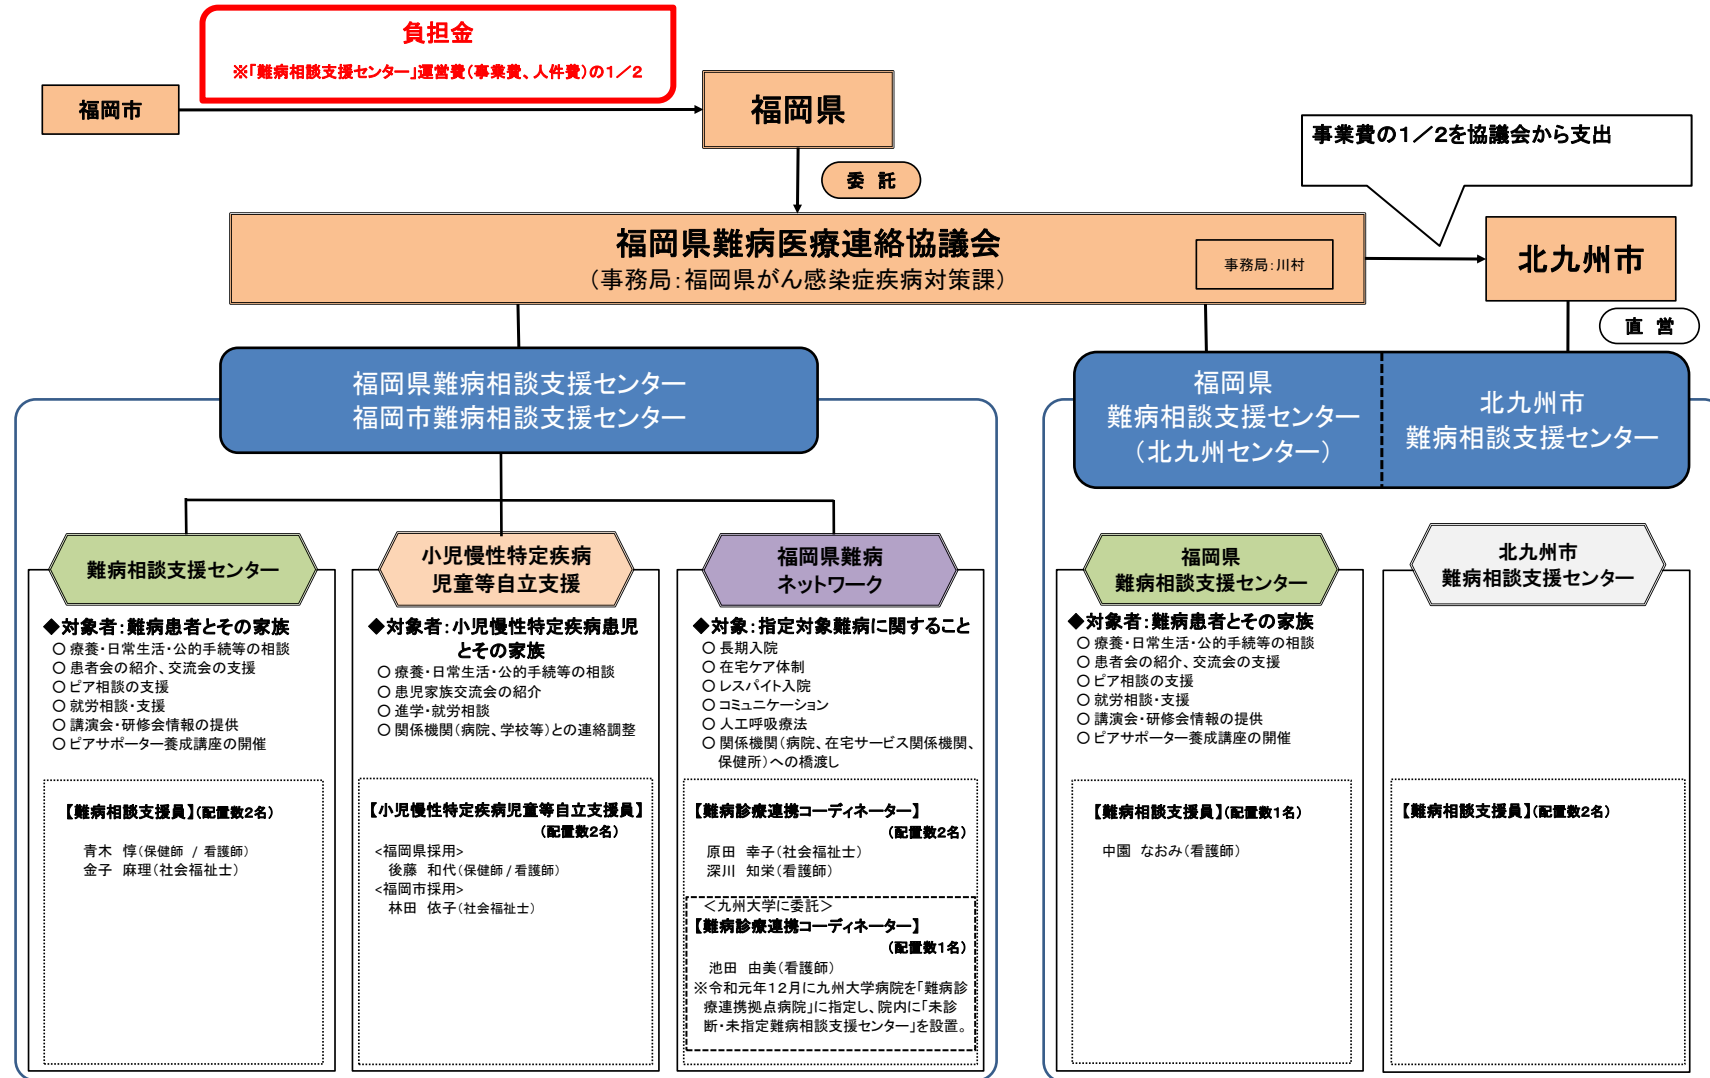 負担金
※「難病相談支援センター」運営費（事業費、人件費）の１／２
福岡市
福岡県
委 託
事業費の１／２を協議会から支出
福岡県難病医療連絡協議会
（事務局：福岡県がん感染症疾病対策課）
事務局：川村
北九州市
直 営
福岡県難病相談支援センター
福岡市難病相談支援センター
福岡県
難病相談支援センター
（北九州センター）
北九州市
難病相談支援センター
難病相談支援センター
◆対象者：難病患者とその家族
〇 療養・日常生活・公的手続等の相談
〇 患者会の紹介、交流会の支援
〇 ピア相談の支援
〇 就労相談・支援
〇 講演会・研修会情報の提供
〇 ピアサポーター養成講座の開催
【難病相談支援員】（配置数2名）
青木 惇（保健師 / 看護師）
金子 麻理（社会福祉士）
小児慢性特定疾病
児童等自立支援
◆対象者：小児慢性特定疾病患児
とその家族
〇 療養・日常生活・公的手続等の相談
〇 患児家族交流会の紹介
〇 進学・就労相談
〇 関係機関（病院、学校等）との連絡調整
【小児慢性特定疾病児童等自立支援員】
（配置数2名）
<福岡県採用>
後藤 和代（保健師 / 看護師）
<福岡市採用>
林田 依子（社会福祉士）
福岡県難病
ネットワーク
◆対象：指定対象難病に関すること
〇 長期入院
〇 在宅ケア体制
〇 レスパイト入院
〇 コミュニケーション
〇 人工呼吸療法
〇 関係機関（病院、在宅サービス関係機関、
保健所）への橋渡し
【難病診療連携コーディネーター】
（配置数2名）
原田 幸子（社会福祉士）
深川 知栄（看護師）
＜九州大学に委託＞
【難病診療連携コーディネーター】
（配置数1名）
池田 由美（看護師）
※令和元年１２月に九州大学病院を「難病診
療連携拠点病院」に指定し、院内に「未診
断・未指定難病相談支援センター」を設置。
福岡県
難病相談支援センター
◆対象者：難病患者とその家族
〇 療養・日常生活・公的手続等の相談
〇 患者会の紹介、交流会の支援
〇 ピア相談の支援
〇 就労相談・支援
〇 講演会・研修会情報の提供
〇 ピアサポーター養成講座の開催
【難病相談支援員】（配置数1名）
中園 なおみ（看護師）
北九州市
難病相談支援センター
【難病相談支援員】（配置数2名）